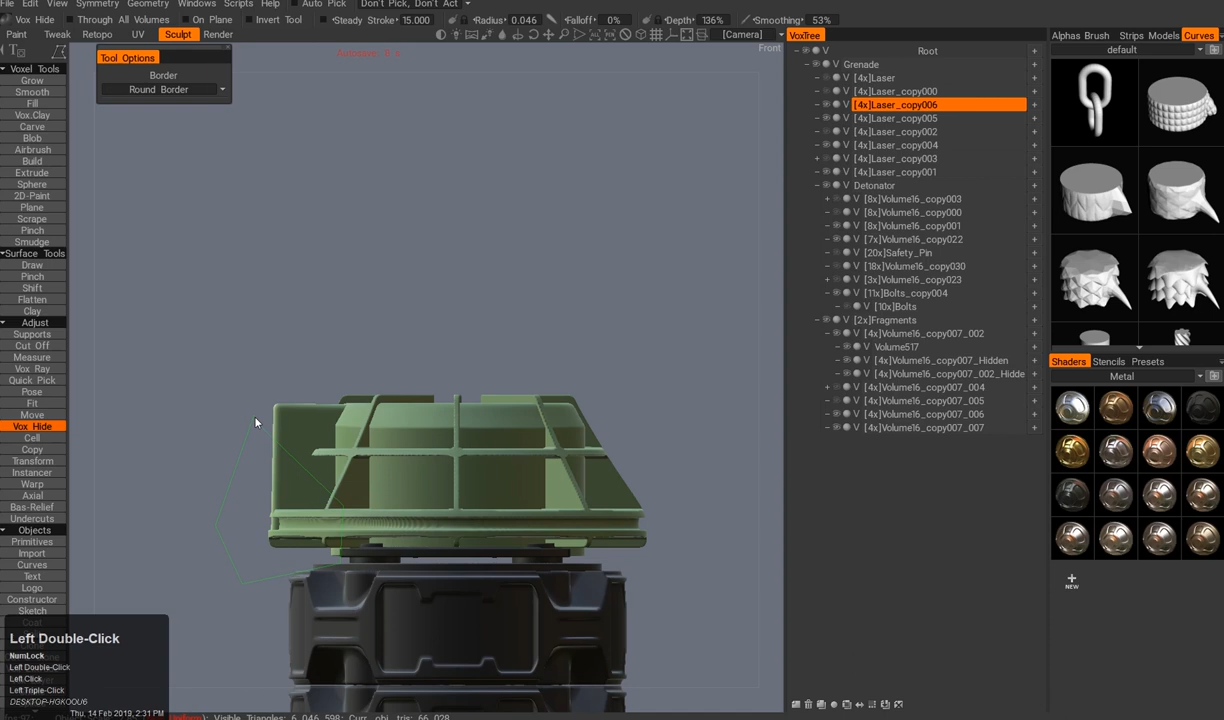 File Edit View Symmetry Geometry Windows Scripts Help Auto Pick Don't Pick, Don't Act
Vox Hide Through All Volumes On Plane Invert Tool Steady Stroke 15.000 Radius 0.046 Falloff 0% Depth 136% Smoothing 53%
Paint Tweak Retopo UV Sculpt Render [Camera]
Front
Tool Options
Border
Round Border
Voxel Tools
Grow
Smooth
Fill
Vox.Clay
Carve
Blob
Airbrush
Build
Extrude
Sphere
2D-Paint
Plane
Scrape
Pinch
Smudge
Surface Tools
Draw
Pinch
Shift
Flatten
Clay
Adjust
Supports
Cut Off
Measure
Vox Ray
Quick Pick
Pose
Fit
Move
Vox Hide
Cell
Copy
Transform
Instancer
Warp
Axial
Bas-Relief
Undercuts
Objects
Primitives
Import
Curves
Text
Logo
Constructor
Sketch
Left Double-Click
NumLock
Left Double-Click
Left Click
Left Triple-Click
DESKTOP-HGKOOU6
Thu, 14 Feb 2019, 2:31 PM
Visible Triangles: 6 046 598; Curr. obj. tris: 66 028
VoxTree
V Root
V Grenade
V [4x]Laser
V [4x]Laser_copy000
V [4x]Laser_copy006
V [4x]Laser_copy005
V [4x]Laser_copy002
V [4x]Laser_copy004
V [4x]Laser_copy003
V [4x]Laser_copy001
V Detonator
V [8x]Volume16_copy003
V [8x]Volume16_copy000
V [8x]Volume16_copy001
V [7x]Volume16_copy022
V [20x]Safety_Pin
V [18x]Volume16_copy030
V [3x]Volume16_copy023
V [11x]Bolts_copy004
V [10x]Bolts
V [2x]Fragments
V [4x]Volume16_copy007_002
V Volume517
V [4x]Volume16_copy007_Hidden
V [4x]Volume16_copy007_002_Hidde
V [4x]Volume16_copy007_004
V [4x]Volume16_copy007_005
V [4x]Volume16_copy007_006
V [4x]Volume16_copy007_007
Alphas Brush Strips Models Curves
default
Shaders Stencils Presets
Metal
NEW